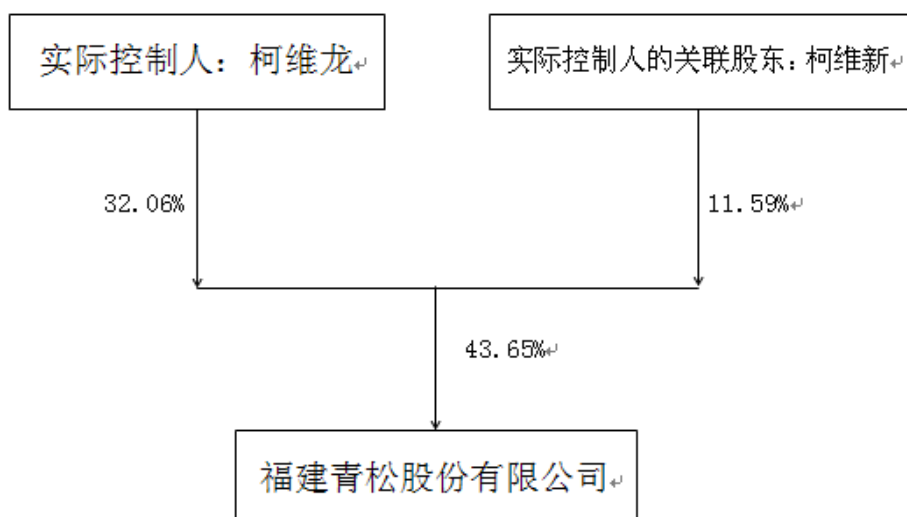 实际控制人：柯维龙
实际控制人的关联股东：柯维新
32.06%
11.59%
43.65%
福建青松股份有限公司